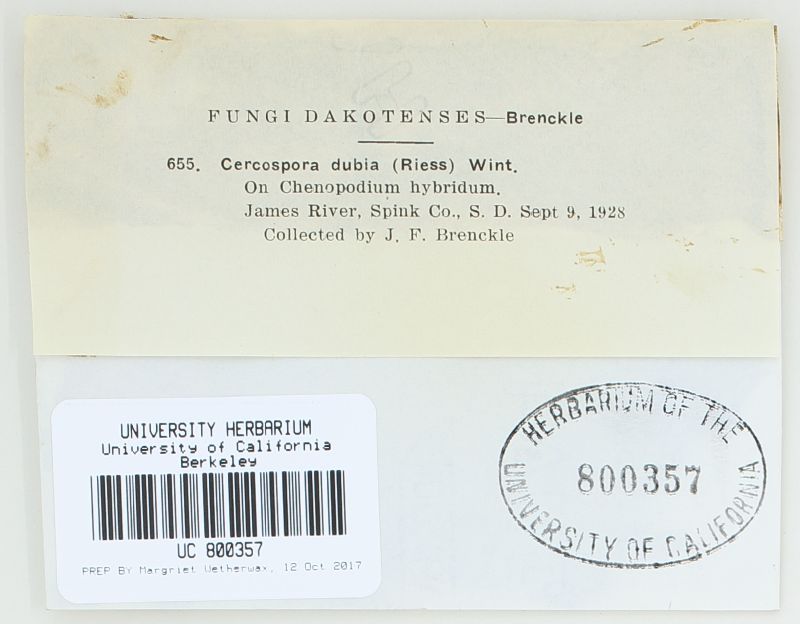 FUNGI DAKOTENSES—Brenckle
655. Cercospora dubia (Riess) Wint.
On Chenopodium hybridum.
James River, Spink Co., S. D. Sept 9, 1928
Collected by J. F. Brenckle
UNIVERSITY HERBARIUM
University of California
Berkeley
UC 800357
PREP BY Margriet Wetherwax, 12 Oct 2017
HERBARIUM OF THE
800357
UNIVERSITY OF CALIFORNIA